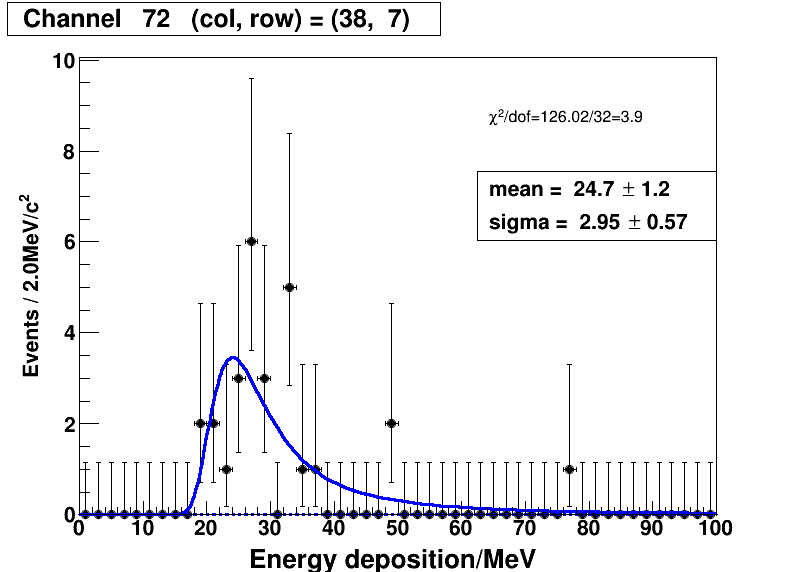 Channel 72 (col, row) = (38, 7)
χ²/dof=126.02/32=3.9
mean = 24.7 ± 1.2
sigma = 2.95 ± 0.57
Events / 2.0MeV/c²
10
8
6
4
2
0
0 10 20 30 40 50 60 70 80 90 100
Energy deposition/MeV